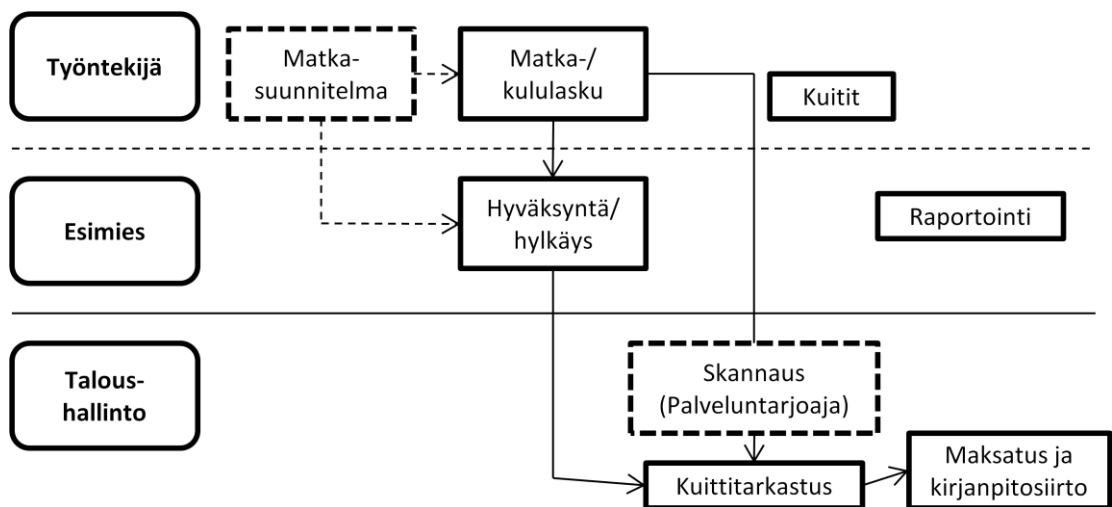 Työntekijä
Matka-
suunnitelma
Matka-/
kululasku
Kuitit
Esimies
Hyväksyntä/
hylkäys
Raportointi
Talous-
hallinto
Skannaus
(Palveluntarjoaja)
Kuittitarkastus
Maksatus ja
kirjanpitosiirto